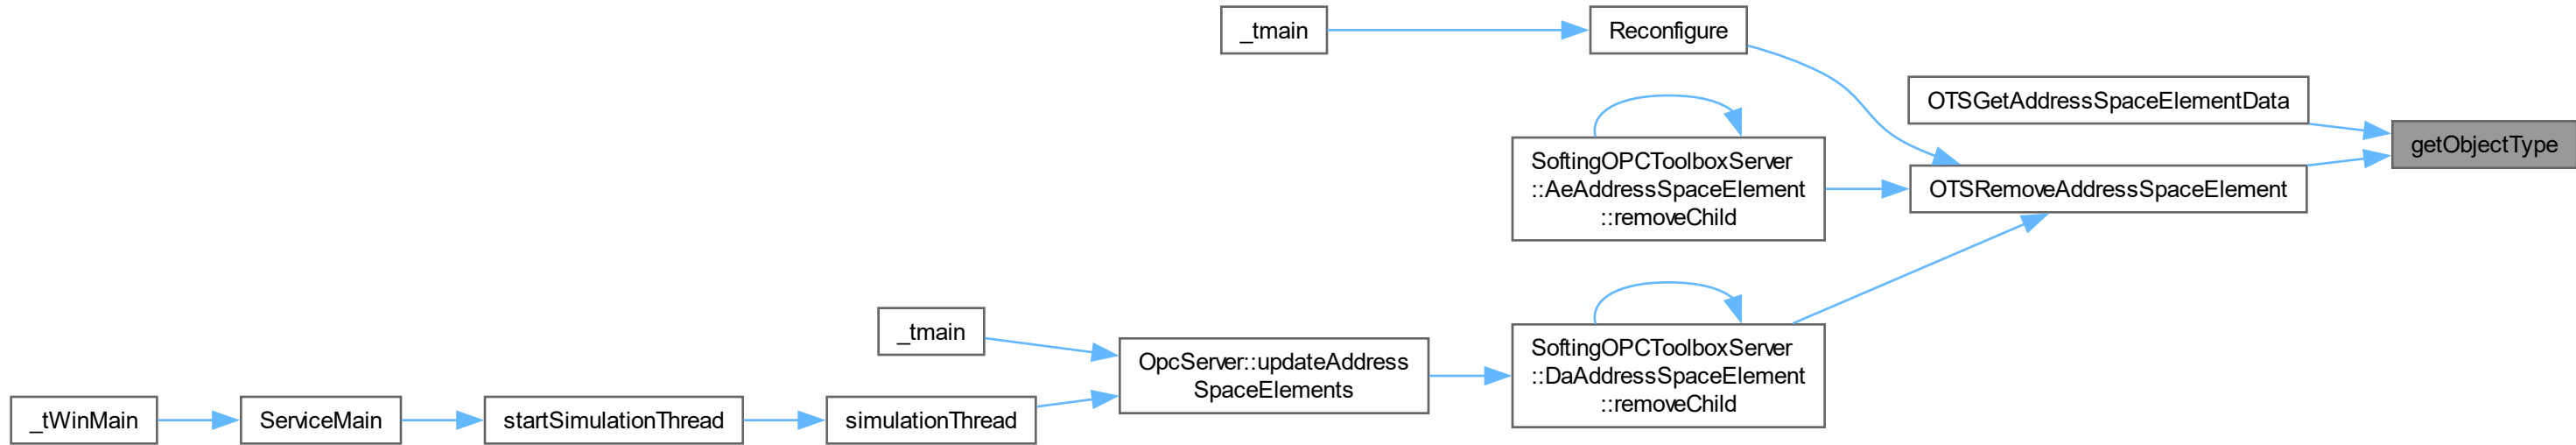 _tmain
Reconfigure
OTSGetAddressSpaceElementData
getObjectType
SoftingOPCToolboxServer
::AeAddressSpaceElement
::removeChild
OTSRemoveAddressSpaceElement
_tmain
OpcServer::updateAddress
SpaceElements
SoftingOPCToolboxServer
::DaAddressSpaceElement
::removeChild
_tWinMain
ServiceMain
startSimulationThread
simulationThread